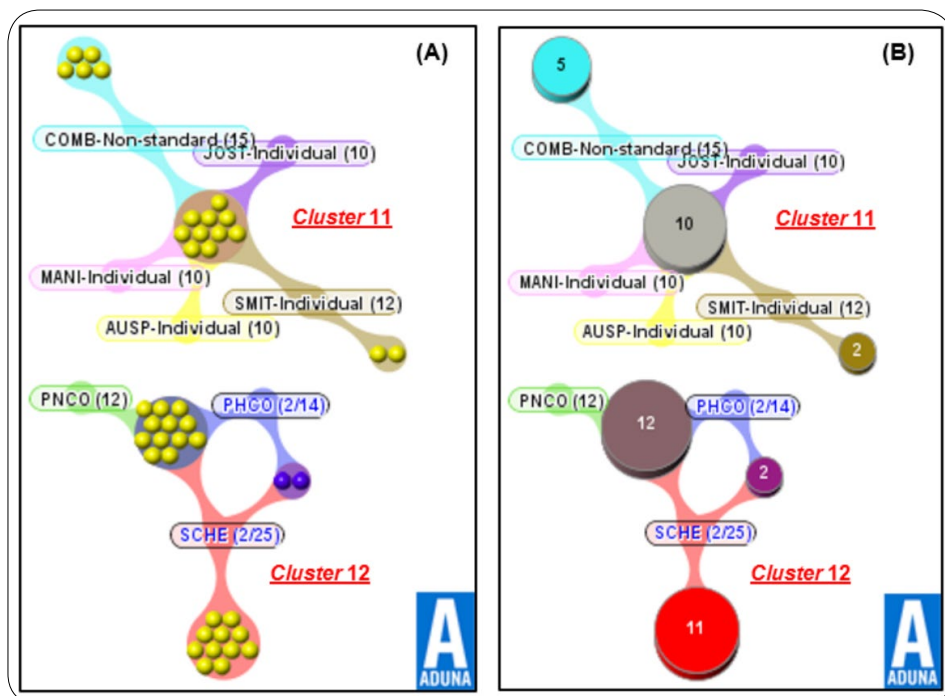 (A)
COMB-Non-standard (15)
JOST-Individual (10)
Cluster 11
MANI-Individual (10)
SMIT-Individual (12)
AUSP-Individual (10)
PNCO (12)
PHCO (2/14)
SCHE (2/25)
Cluster 12
A
ADUNA
(B)
5
COMB-Non-standard (15)
JOST-Individual (10)
10
Cluster 11
MANI-Individual (10)
SMIT-Individual (12)
AUSP-Individual (10)
2
PNCO (12)
12
PHCO (2/14)
2
SCHE (2/25)
Cluster 12
11
A
ADUNA